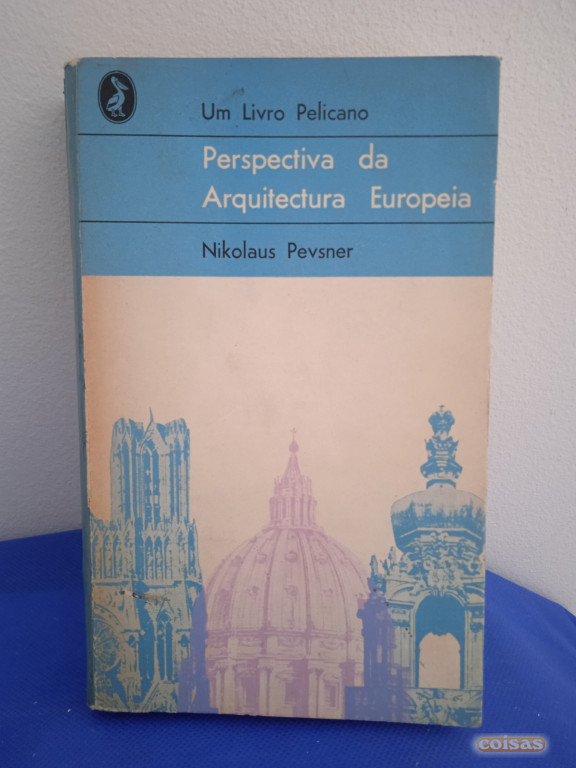 Um Livro Pelicano
Perspectiva da
Arquitectura Europeia
Nikolaus Pevsner
coisas